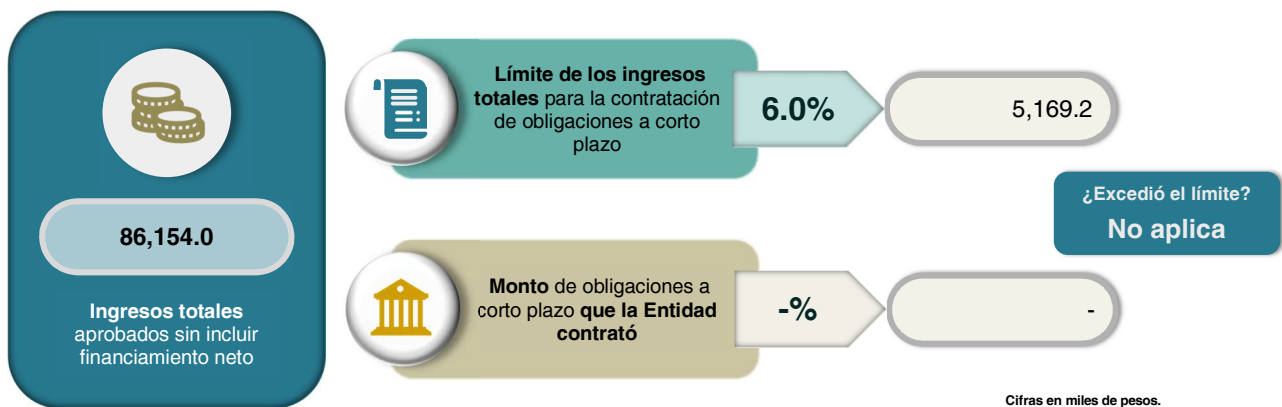 86,154.0
Ingresos totales
aprobados sin incluir
financiamiento neto
Límite de los ingresos
totales para la contratación
de obligaciones a corto
plazo
6.0%
5,169.2
¿Excedió el límite?
No aplica
Monto de obligaciones a
corto plazo que la Entidad
contrató
-%
-
Cifras en miles de pesos.